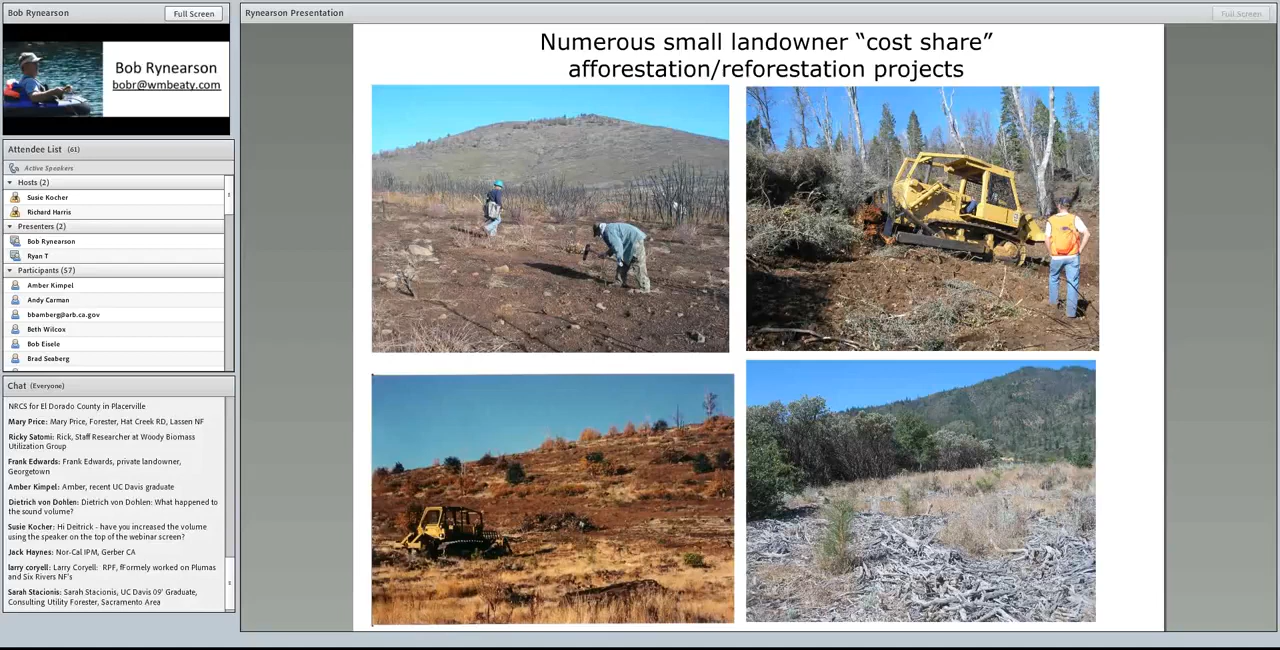 Bob Rynearson
Full Screen
Bob Rynearson
bobr@wmbeaty.com
Attendee List (61)
Active Speakers
Hosts (2)
Susie Kocher
Richard Harris
Presenters (2)
Bob Rynearson
Ryan T
Participants (57)
Amber Kimpel
Andy Carman
bbamberg@arb.ca.gov
Beth Wilcox
Bob Eisele
Brad Seaberg
Chat (Everyone)
NRCS for El Dorado County in Placerville
Mary Price: Mary Price, Forester, Hat Creek RD, Lassen NF
Ricky Satomi: Rick, Staff Researcher at Woody Biomass
Utilization Group
Frank Edwards: Frank Edwards, private landowner,
Georgetown
Amber Kimpel: Amber, recent UC Davis graduate
Dietrich von Dohlen: Dietrich von Dohlen: What happened to
the sound volume?
Susie Kocher: Hi Deitrick - have you increased the volume
using the speaker on the top of the webinar screen?
Jack Haynes: Nor-Cal IPM, Gerber CA
larry coryell: Larry Coryell: RPF, fFormely worked on Plumas
and Six Rivers NF's
Sarah Stacionis: Sarah Stacionis, UC Davis 09' Graduate,
Consulting Utility Forester, Sacramento Area
Rynearson Presentation
Full Screen
Numerous small landowner “cost share”
afforestation/reforestation projects